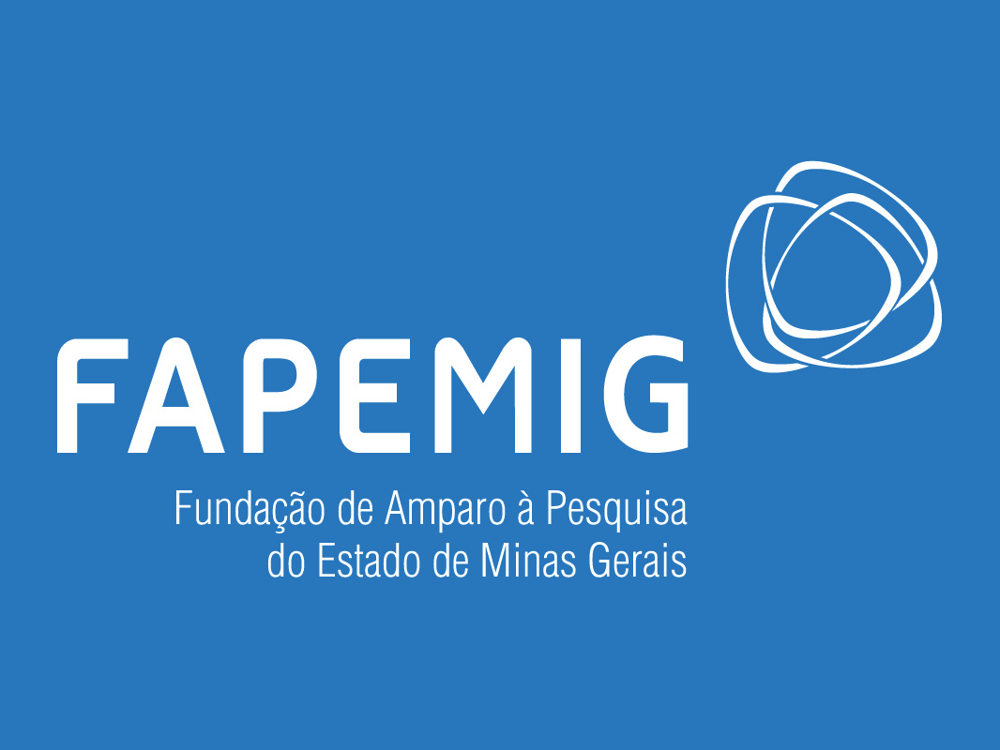 FAPEMIG
Fundação de Amparo à Pesquisa
do Estado de Minas Gerais